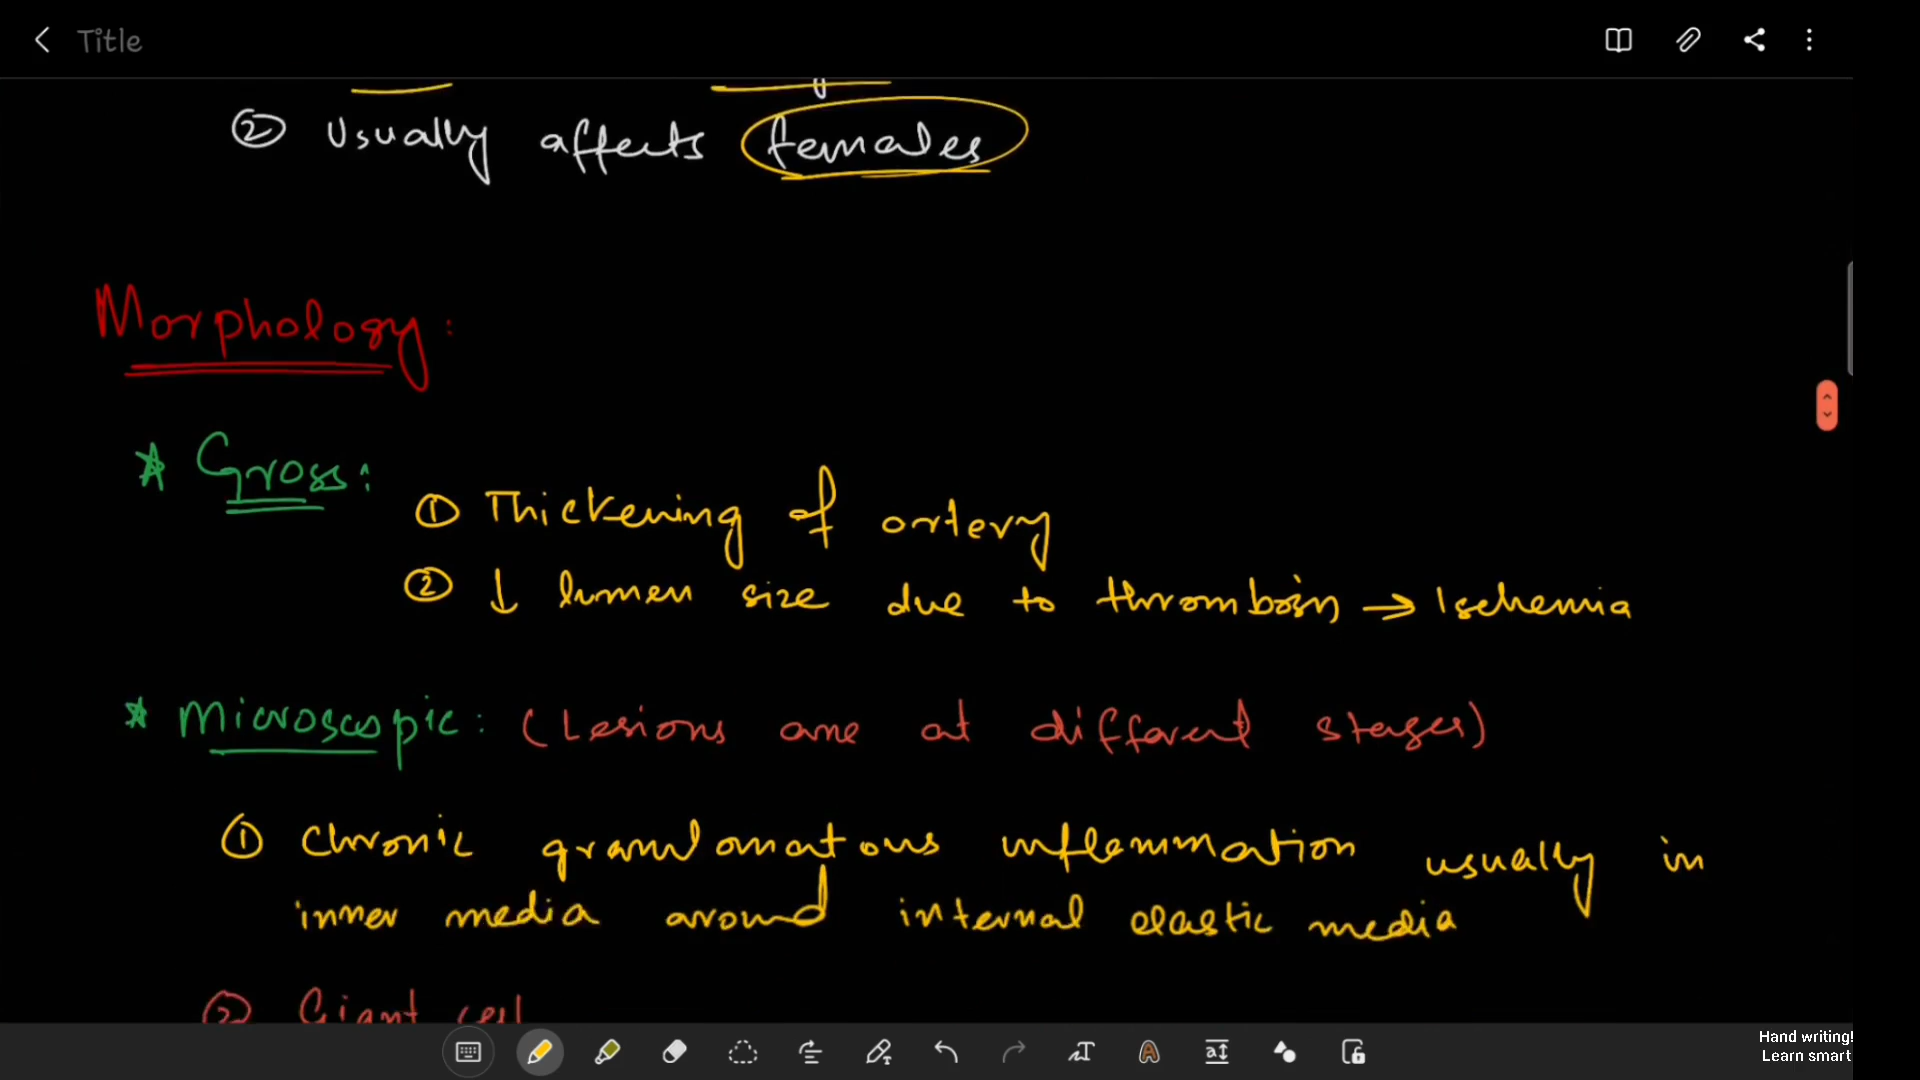 Title
② Usually affects females
Morphology:
* Gross:
① Thickening of artery
② ↓ lumen size due to thrombosis → Ischemia
* Microscopic: (Lesions are at different stages)
① Chronic granulomatous inflammation usually in
inner media around internal elastic media
② Giant cell
Hand writing!
Learn smart